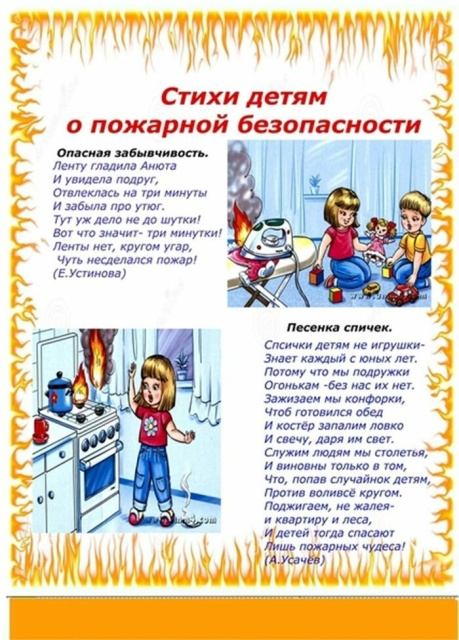 Стихи детям
о пожарной безопасности
Опасная забывчивость.
Ленту гладила Анюта
И увидела подруг,
Отвлеклась на три минуты
И забыла про утюг.
Тут уж дело не до шутки!
Вот что значит- три минутки!
Ленты нет, кругом угар,
Чуть несделался пожар!
(Е.Устинова)
Песенка спичек.
Спсички детям не игрушки-
Знает каждый с юных лет.
Потому что мы подружки
Огонькам -без нас их нет.
Зажизаем мы конфорки,
Чтоб готовился обед
И костёр запалим ловко
И свечу, даря им свет.
Служим людям мы столетья,
И виновны только в том,
Что, попав случайнок детям,
Против воливсё кругом.
Поджигаем, не жалея-
и квартиру и леса,
И детей тогда спасают
Лишь пожарных чудеса!
(А.Усачёв)